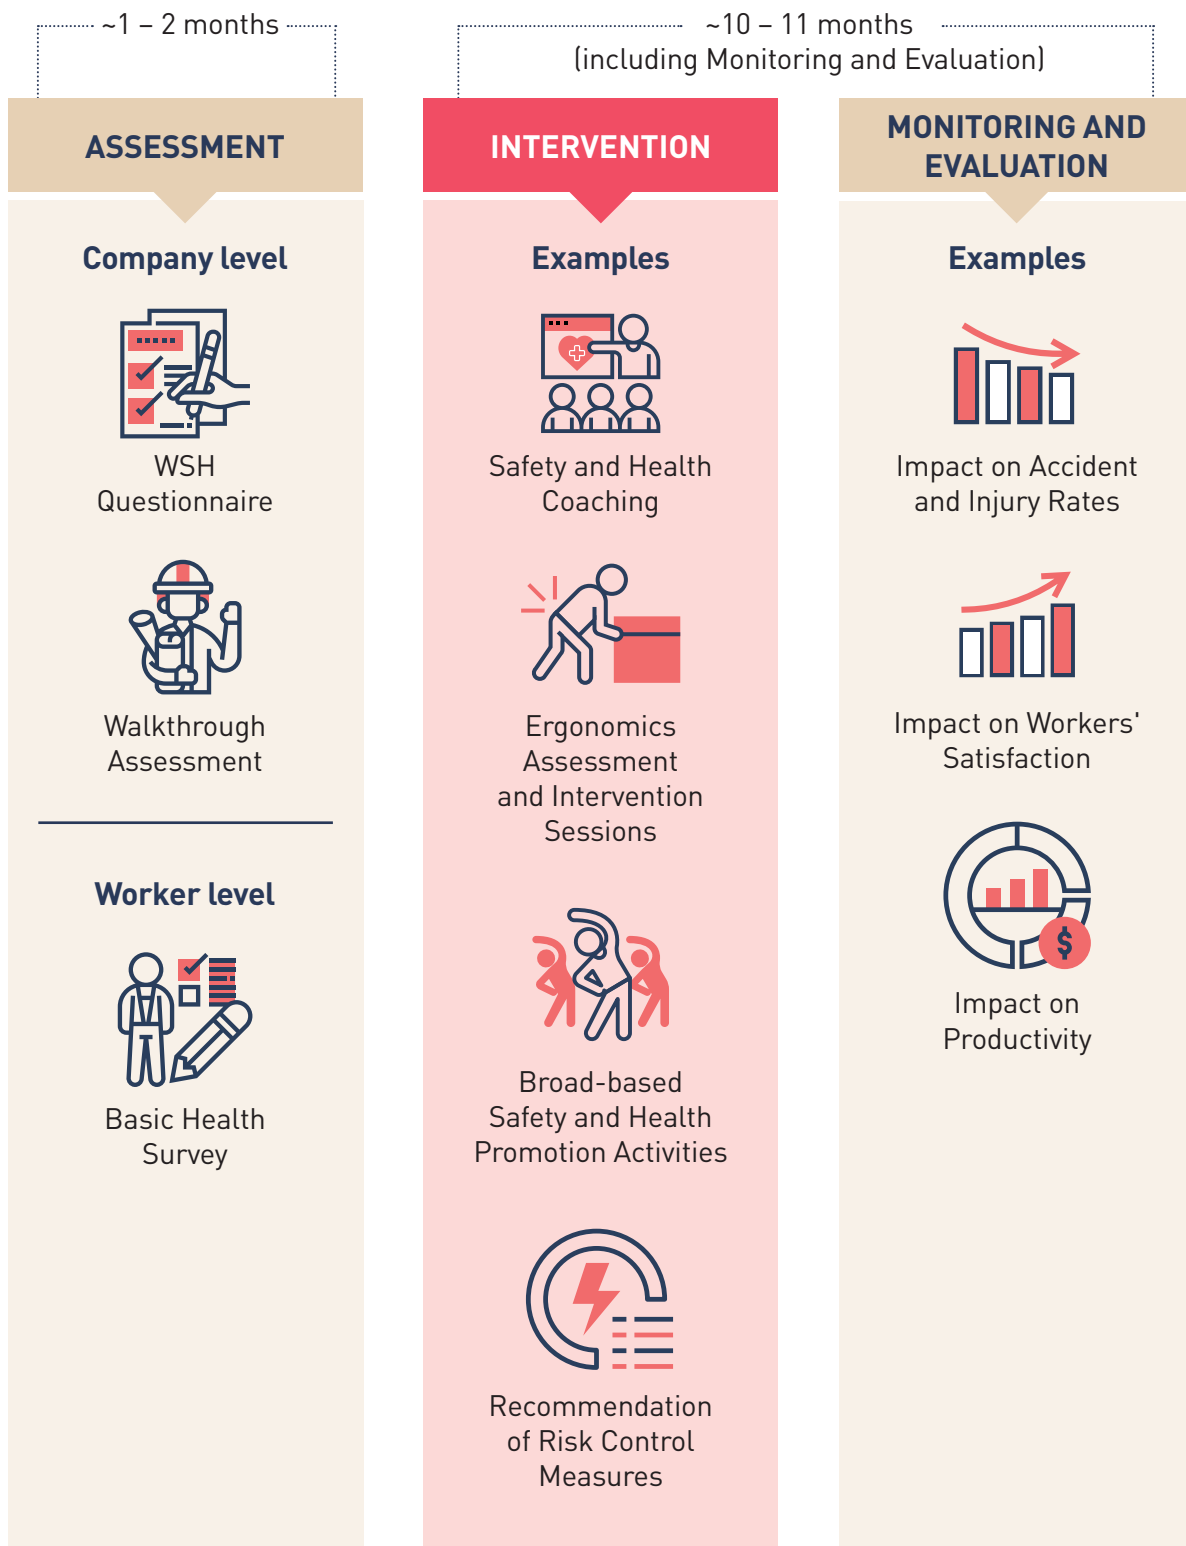 ~1 – 2 months
~10 – 11 months
(including Monitoring and Evaluation)
ASSESSMENT
Company level
WSH
Questionnaire
Walkthrough
Assessment
Worker level
Basic Health
Survey
INTERVENTION
Examples
Safety and Health
Coaching
Ergonomics
Assessment
and Intervention
Sessions
Broad-based
Safety and Health
Promotion Activities
Recommendation
of Risk Control
Measures
MONITORING AND
EVALUATION
Examples
Impact on Accident
and Injury Rates
Impact on Workers'
Satisfaction
$
Impact on
Productivity